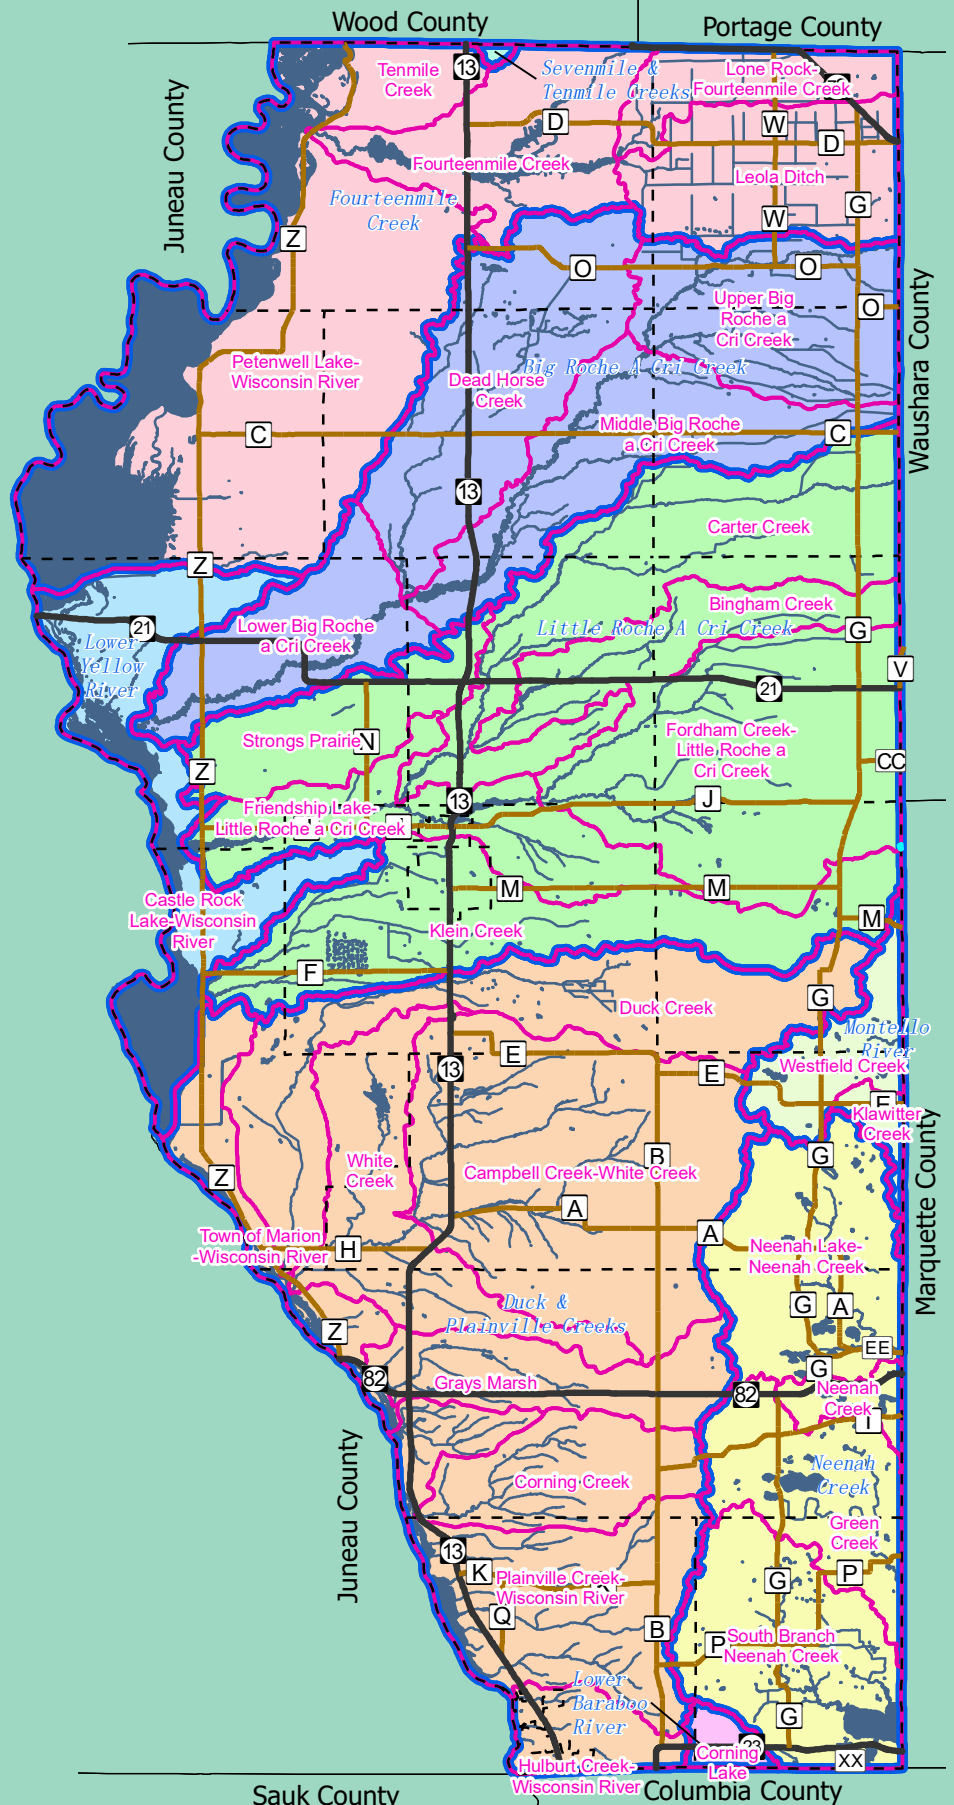 Wood County
Portage County
Juneau County
13
Tenmile
Creek
Sevenmile &
Tenmile Creeks
Lone Rock-
Fourteenmile Creek
D
W
D
Fourteenmile Creek
Leola Ditch
Fourteenmile
Creek
W
G
Z
O
O
O
Upper Big
Roche a
Cri Creek
Waushara County
Petenwell Lake-
Wisconsin River
Big Roche A Cri Creek
Dead Horse
Creek
C
Middle Big Roche
a Cri Creek
C
13
Carter Creek
Z
Bingham Creek
21
Lower Big Roche
a Cri Creek
Little Roche A Cri Creek
G
Lower
Yellow
River
V
21
Strongs Prairie
N
Fordham Creek-
Little Roche a
Cri Creek
CC
Z
13
J
Friendship Lake-
Little Roche a Cri Creek
M
M
Castle Rock
Lake-Wisconsin
River
M
Klein Creek
F
G
Duck Creek
Montello
River
E
13
Westfield Creek
E
Klawitter
Creek
Marquette County
G
B
White
Creek
Campbell Creek-White Creek
Z
A
A
Town of Marion
-Wisconsin River
H
Neenah Lake-
Neenah Creek
G
A
Duck &
Plainville Creeks
Z
EE
G
82
Grays Marsh
82
Neenah
Creek
I
Juneau County
Neenah
Creek
Corning Creek
Green
Creek
13
K
Plainville Creek-
Wisconsin River
G
P
Q
B
P
South Branch
Neenah Creek
Lower
Baraboo
River
G
23
Corning
Lake
XX
Hulburt Creek-
Wisconsin River
Sauk County
Columbia County